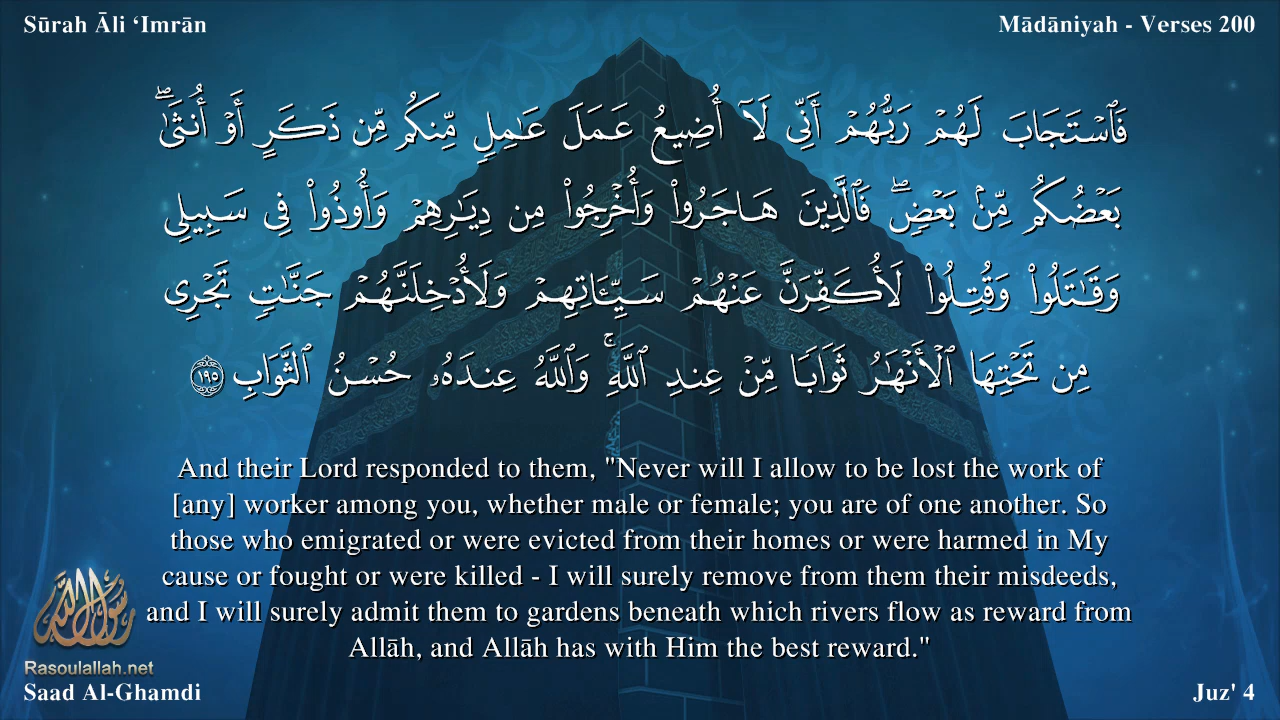 Sūrah Āli ‘Imrān
Mādāniyah - Verses 200
فَٱسْتَجَابَ لَهُمْ رَبُّهُمْ أَنِّى لَآ أُضِيعُ عَمَلَ عَـٰمِلٍ مِّنكُم مِّن ذَكَرٍ أَوْ أُنثَىٰ ۖ
بَعْضُكُم مِّنۢ بَعْضٍ ۖ فَٱلَّذِينَ هَاجَرُوا۟ وَأُخْرِجُوا۟ مِن دِيَـٰرِهِمْ وَأُوذُوا۟ فِى سَبِيلِى
وَقَـٰتَلُوا۟ وَقُتِلُوا۟ لَأُكَفِّرَنَّ عَنْهُمْ سَيِّـَٔاتِهِمْ وَلَأُدْخِلَنَّهُمْ جَنَّـٰتٍ تَجْرِى
مِن تَحْتِهَا ٱلْأَنْهَـٰرُ ثَوَابًا مِّنْ عِندِ ٱللَّهِ ۗ وَٱللَّهُ عِندَهُۥ حُسْنُ ٱلثَّوَابِ ١٩٥
And their Lord responded to them, "Never will I allow to be lost the work of
[any] worker among you, whether male or female; you are of one another. So
those who emigrated or were evicted from their homes or were harmed in My
cause or fought or were killed - I will surely remove from them their misdeeds,
and I will surely admit them to gardens beneath which rivers flow as reward from
Allāh, and Allāh has with Him the best reward."
رسول الله
Rasoulallah.net
Saad Al-Ghamdi
Juz' 4